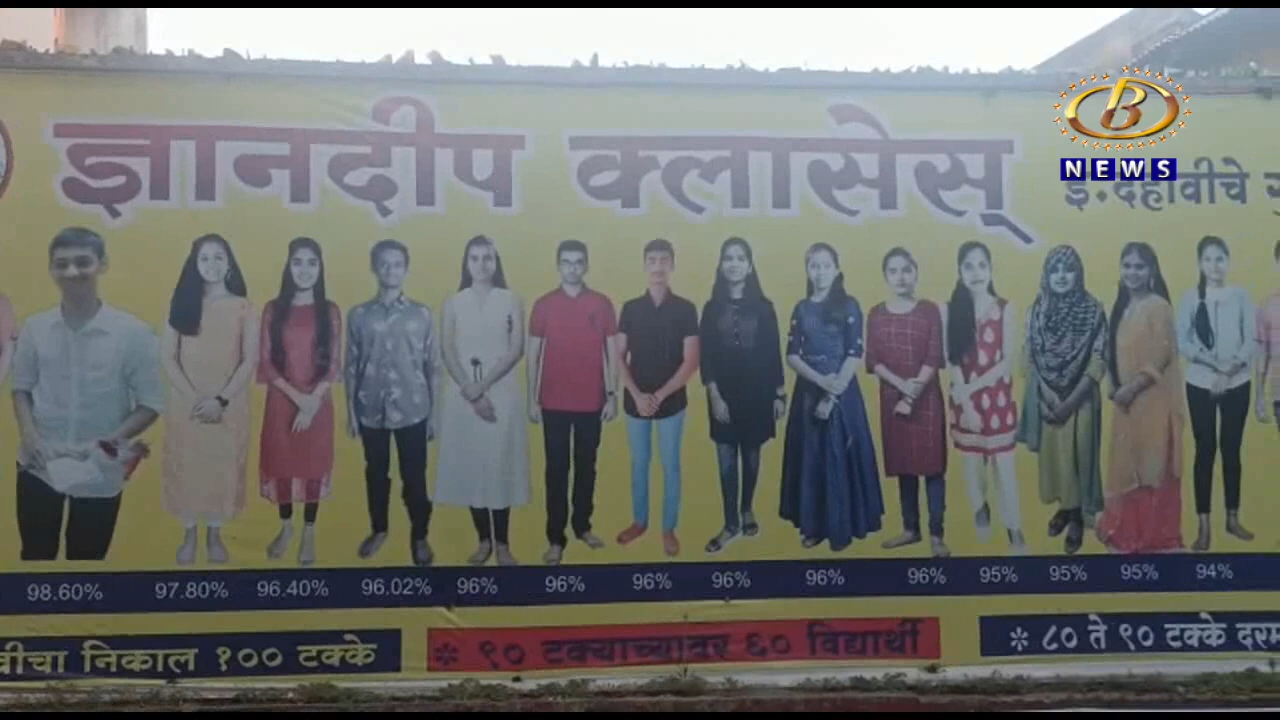 ज्ञानदीप क्लासेस्
B
NEWS
इ.दहावीचे
98.60% 97.80% 96.40% 96.02% 96% 96% 96% 96% 96% 96% 95% 95% 95% 94%
निकाल १०० टक्के
* ९० टक्याच्यावर ६० विद्यार्थी
* ८० ते ९० टक्के